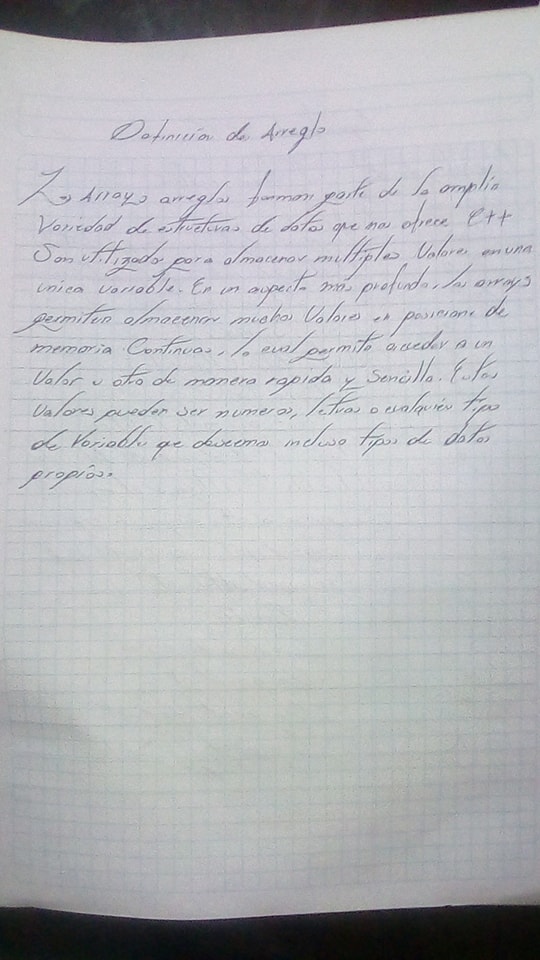 Definición de Arreglo
Los Arrays arreglos forman parte de la amplia
Variedad de estructuras de datos que nos ofrece C++
Son utilizados para almacenar multiples Valores en una
unica variable. En un aspecto más profundo, los arrays
permiten almacenar muchos Valores en posiciones de
memoria Continuas, lo cual permite acceder a un
Valor u otro de manera rapida y Sencilla. Estos
Valores pueden ser numeros, letras o cualquier tipo
de Variable que deseemos incluso tipos de datos
propios.